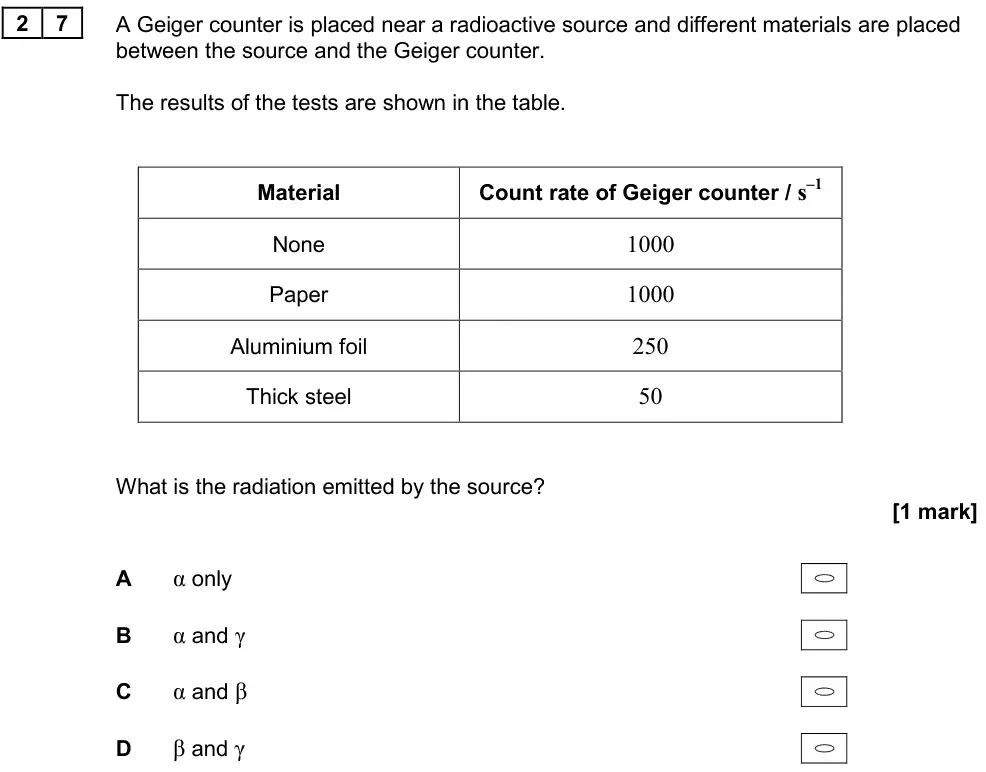 2 7 A Geiger counter is placed near a radioactive source and different materials are placed
between the source and the Geiger counter.
The results of the tests are shown in the table.
Material Count rate of Geiger counter / s⁻¹
None 1000
Paper 1000
Aluminium foil 250
Thick steel 50
What is the radiation emitted by the source?
[1 mark]
A α only
B α and γ
C α and β
D β and γ